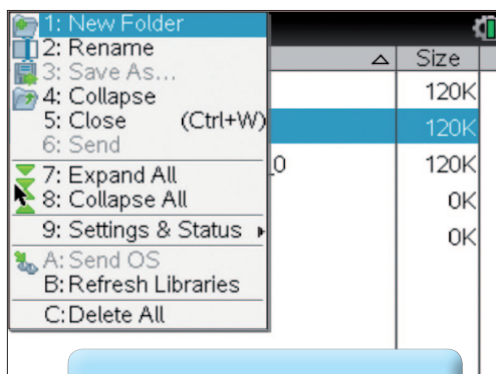 1: New Folder
2: Rename
3: Save As...
4: Collapse
5: Close (Ctrl+W)
6: Send
7: Expand All
8: Collapse All
9: Settings & Status
A: Send OS
B: Refresh Libraries
C: Delete All
Size
120K
120K
_0 120K
0K
0K